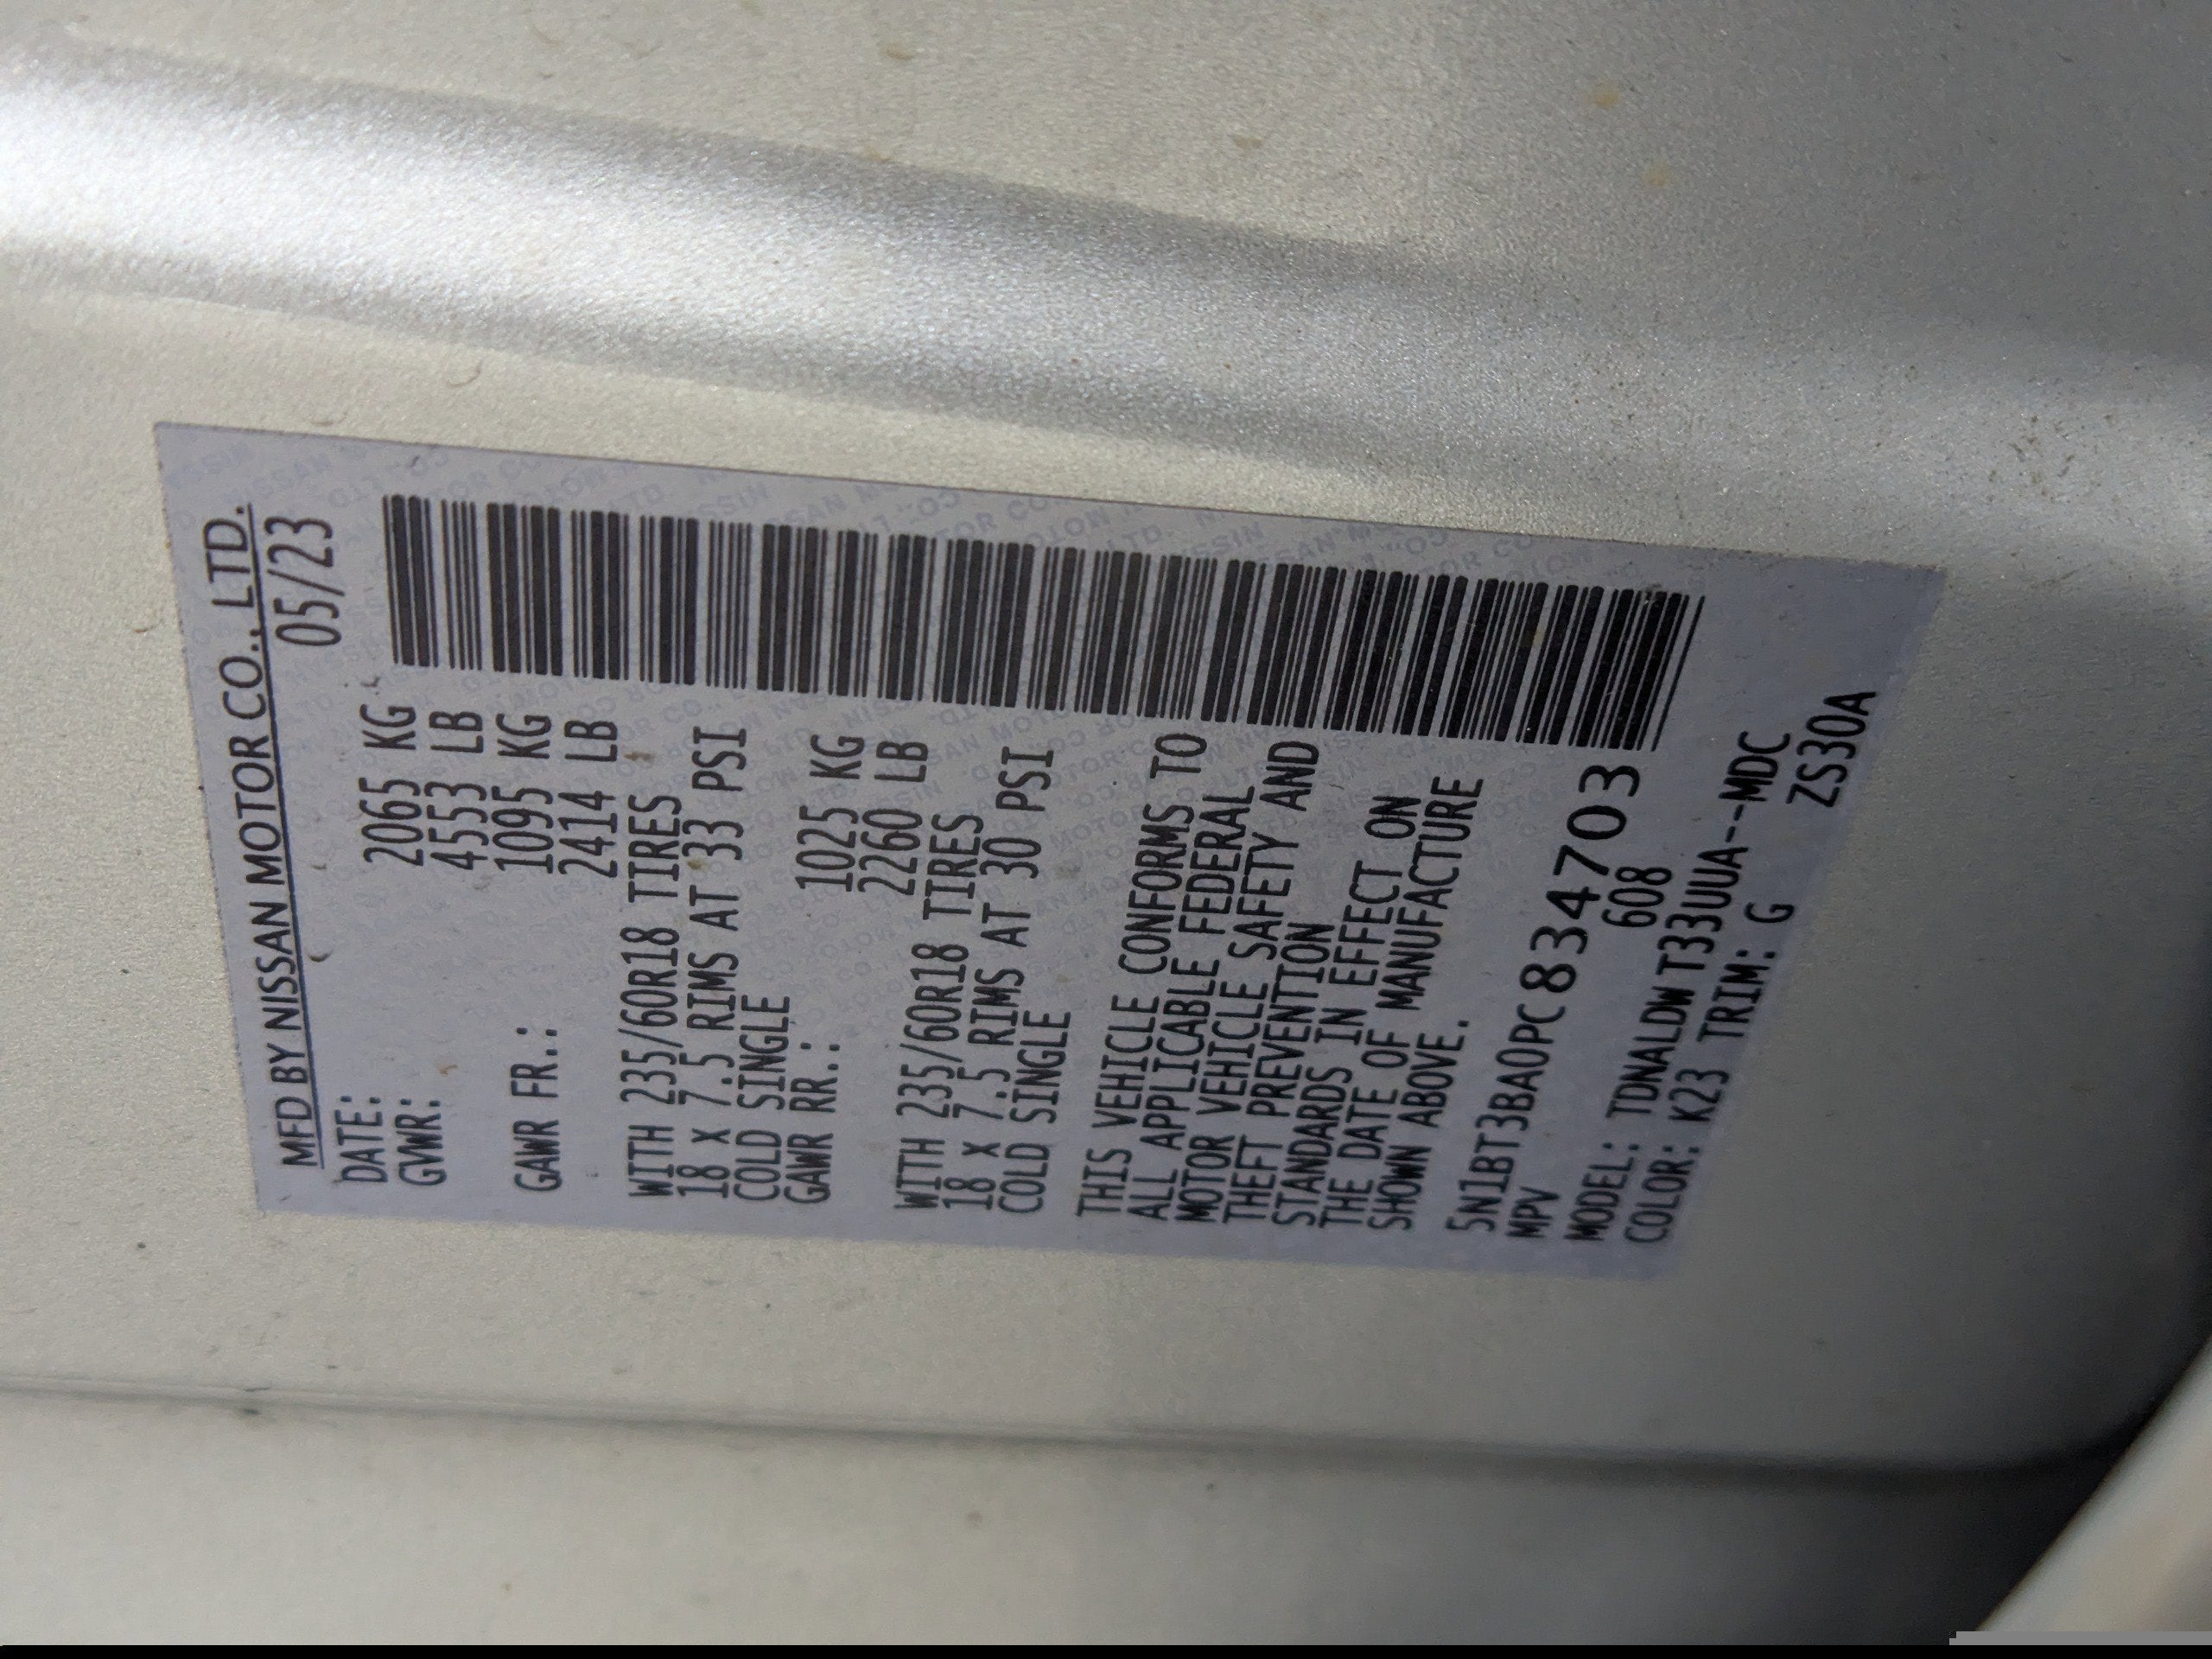 MFD BY NISSAN MOTOR CO., LTD.
DATE: 05/23
GVWR: 2065 KG
4553 LB
GAWR FR.: 1095 KG
2414 LB
WITH 235/60R18 TIRES
18 X 7.5 RIMS AT 33 PSI
COLD SINGLE
GAWR RR.: 1025 KG
2260 LB
WITH 235/60R18 TIRES
18 X 7.5 RIMS AT 30 PSI
COLD SINGLE
THIS VEHICLE CONFORMS TO
ALL APPLICABLE FEDERAL
MOTOR VEHICLE SAFETY AND
THEFT PREVENTION
STANDARDS IN EFFECT ON
THE DATE OF MANUFACTURE
SHOWN ABOVE.
5N1BT3BA0PC834703
MPV 608
MODEL: TDNALDWT33UUA--MDC
COLOR: K23 TRIM: G ZS30A